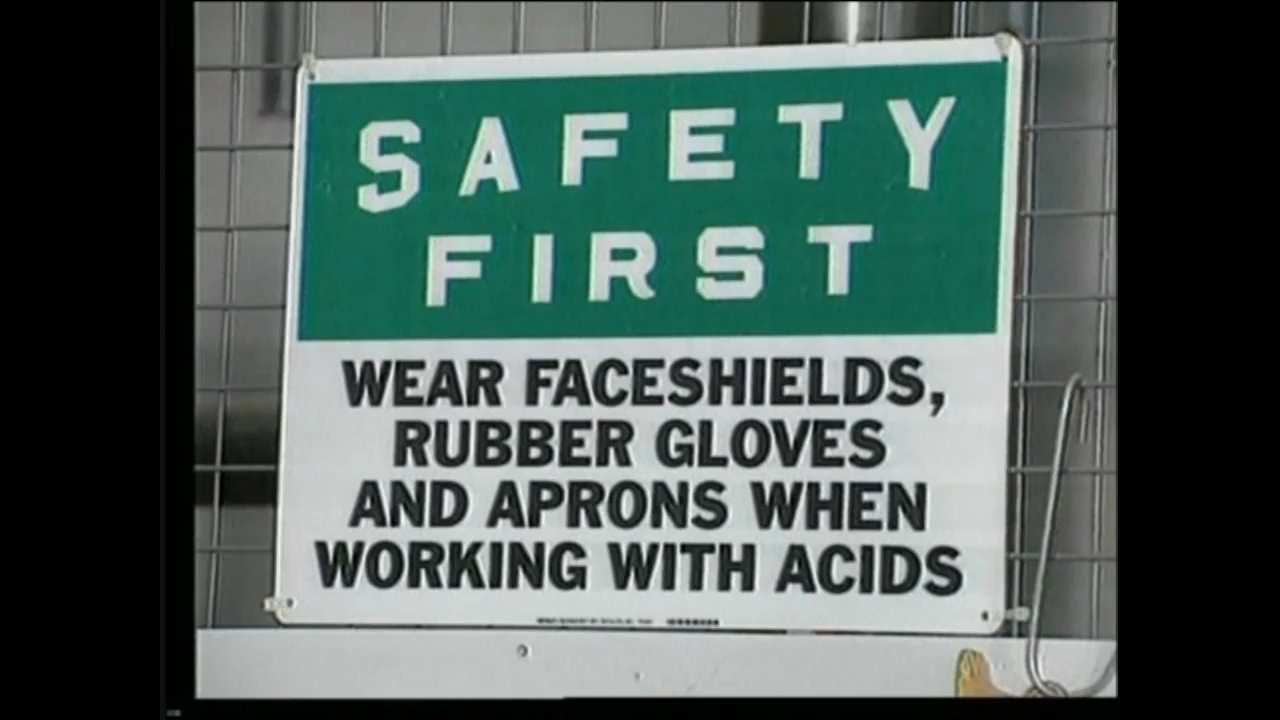 SAFETY
FIRST
WEAR FACESHIELDS,
RUBBER GLOVES
AND APRONS WHEN
WORKING WITH ACIDS